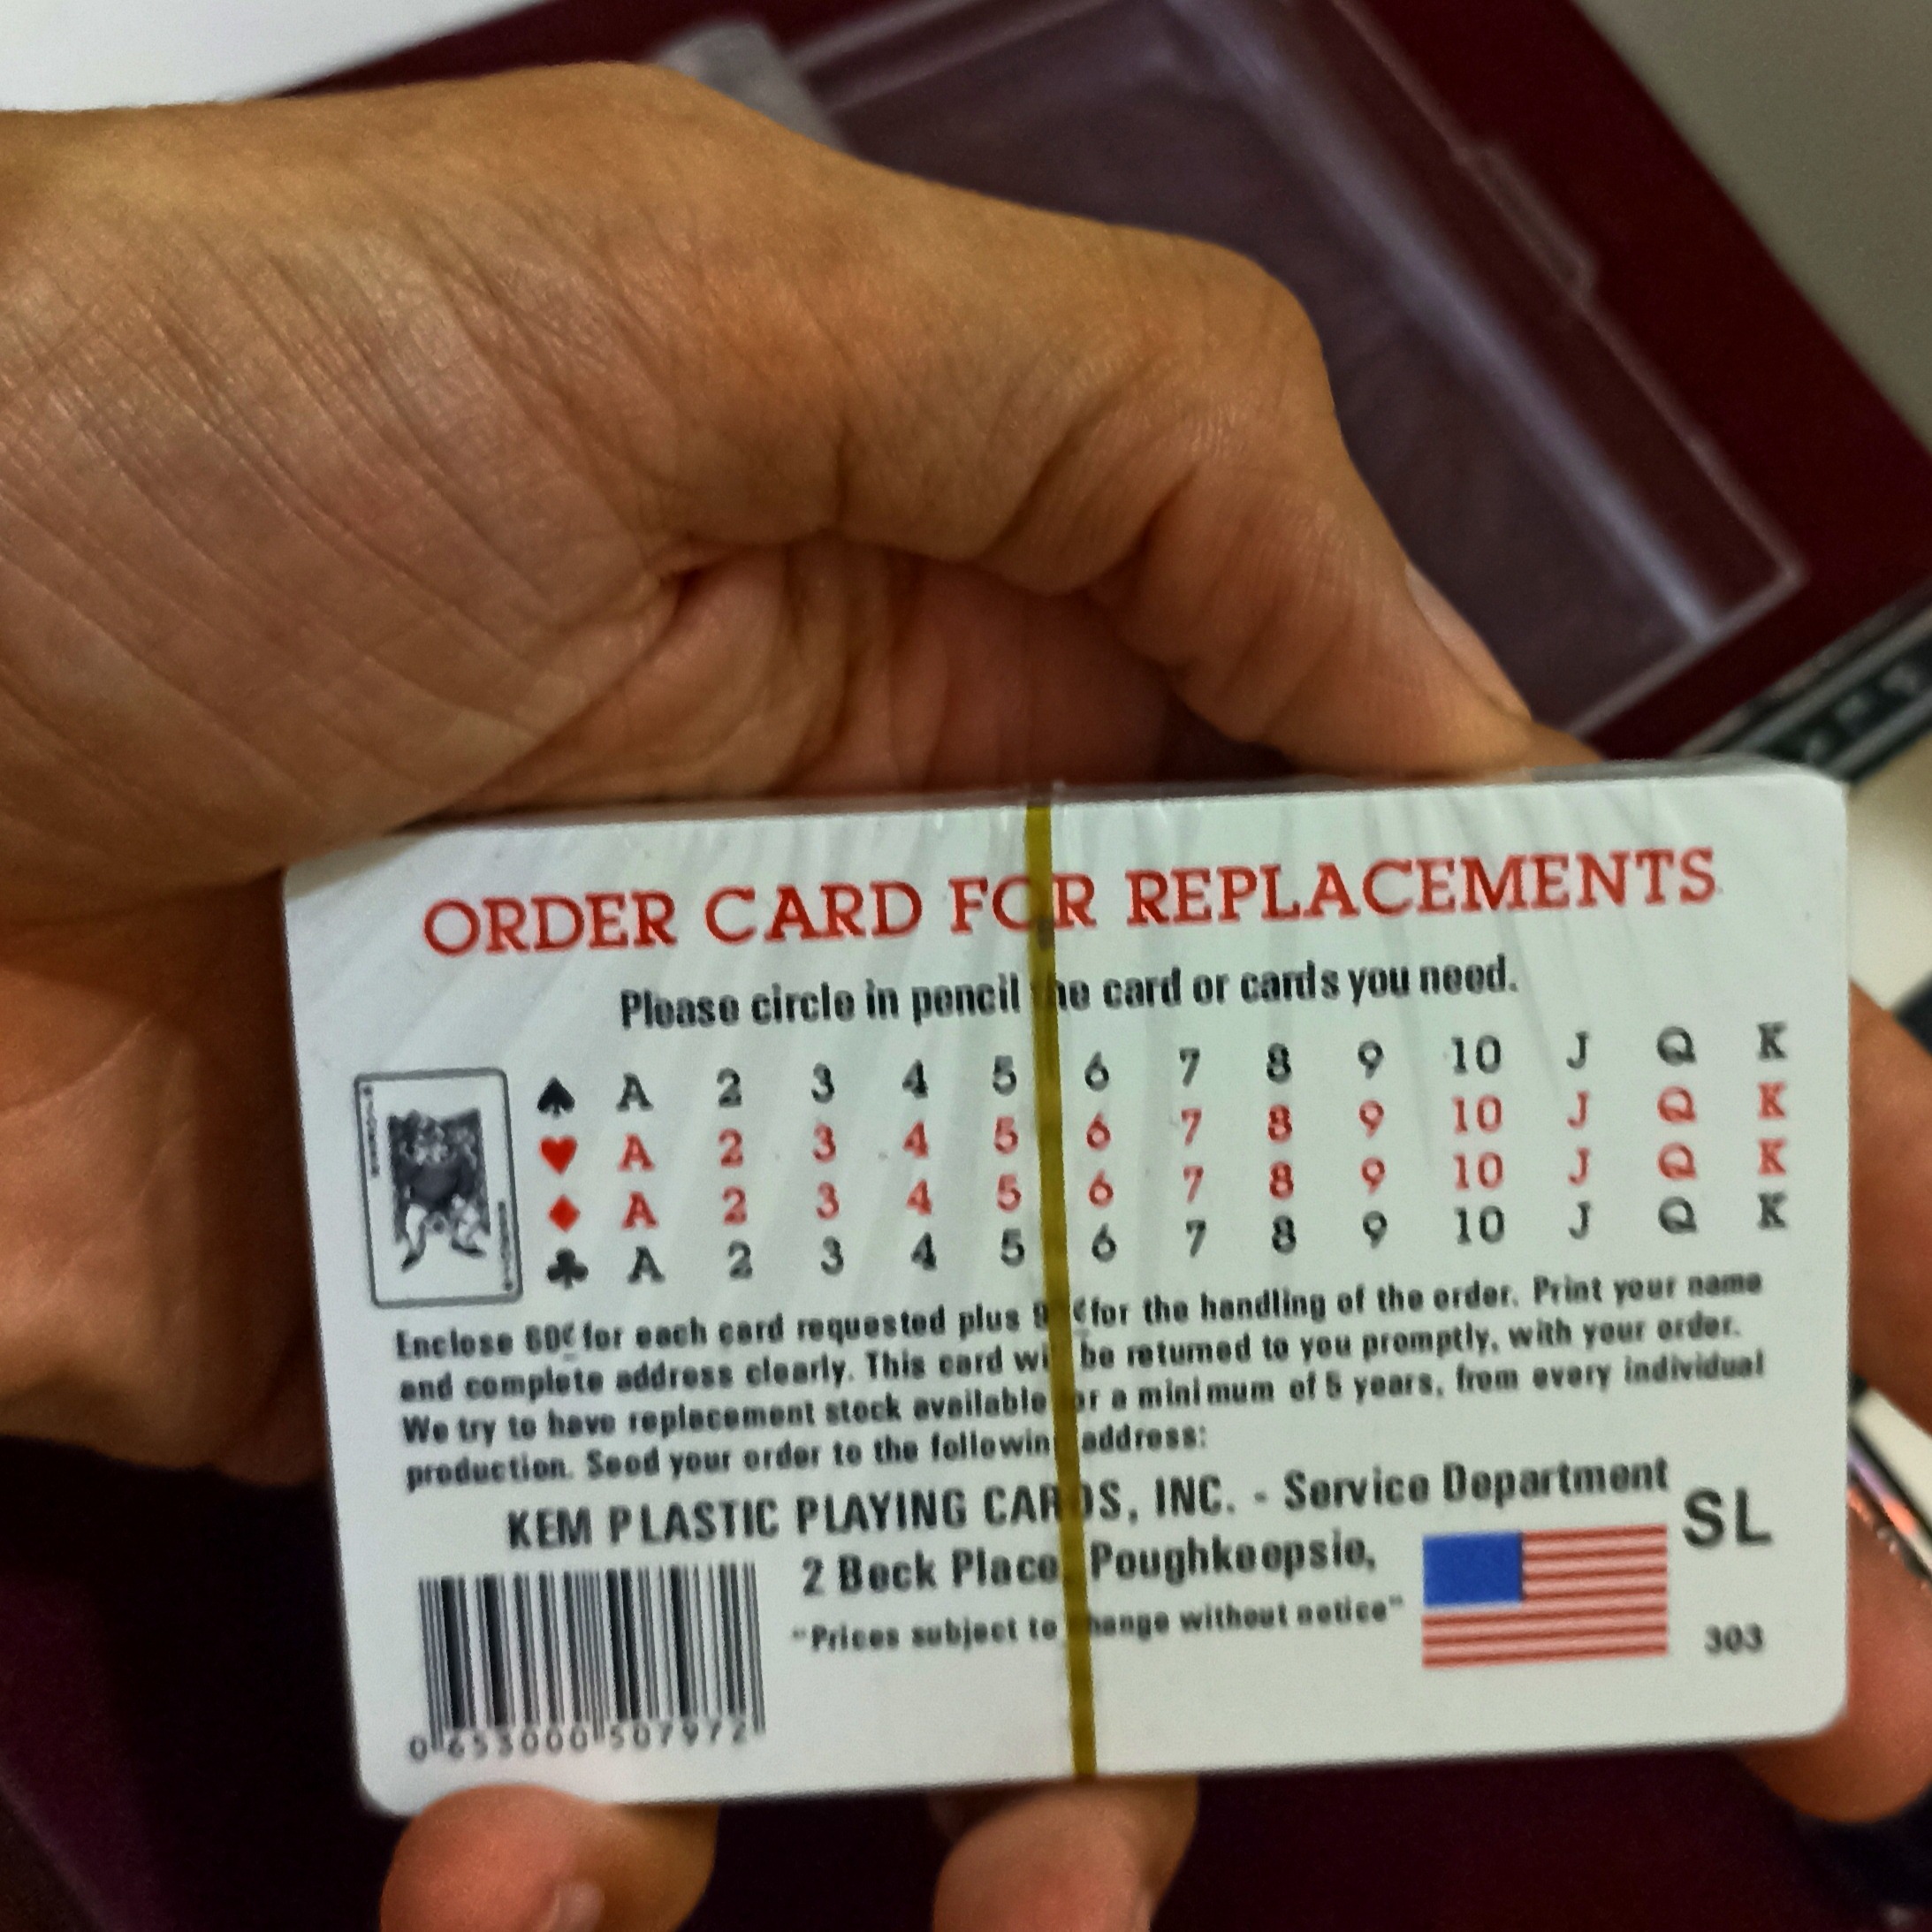 ORDER CARD FOR REPLACEMENTS
Please circle in pencil the card or cards you need.
♠ A 2 3 4 5 6 7 8 9 10 J Q K
♥ A 2 3 4 5 6 7 8 9 10 J Q K
♦ A 2 3 4 5 6 7 8 9 10 J Q K
♣ A 2 3 4 5 6 7 8 9 10 J Q K
Enclose 60¢ for each card requested plus ¢ for the handling of the order. Print your name
and complete address clearly. This card will be returned to you promptly, with your order.
We try to have replacement stock available for a minimum of 5 years, from every individual
production. Send your order to the following address:
KEM PLASTIC PLAYING CARDS, INC. - Service Department
2 Beck Place, Poughkeepsie,
"Prices subject to change without notice"
SL
303
0 653000 507972